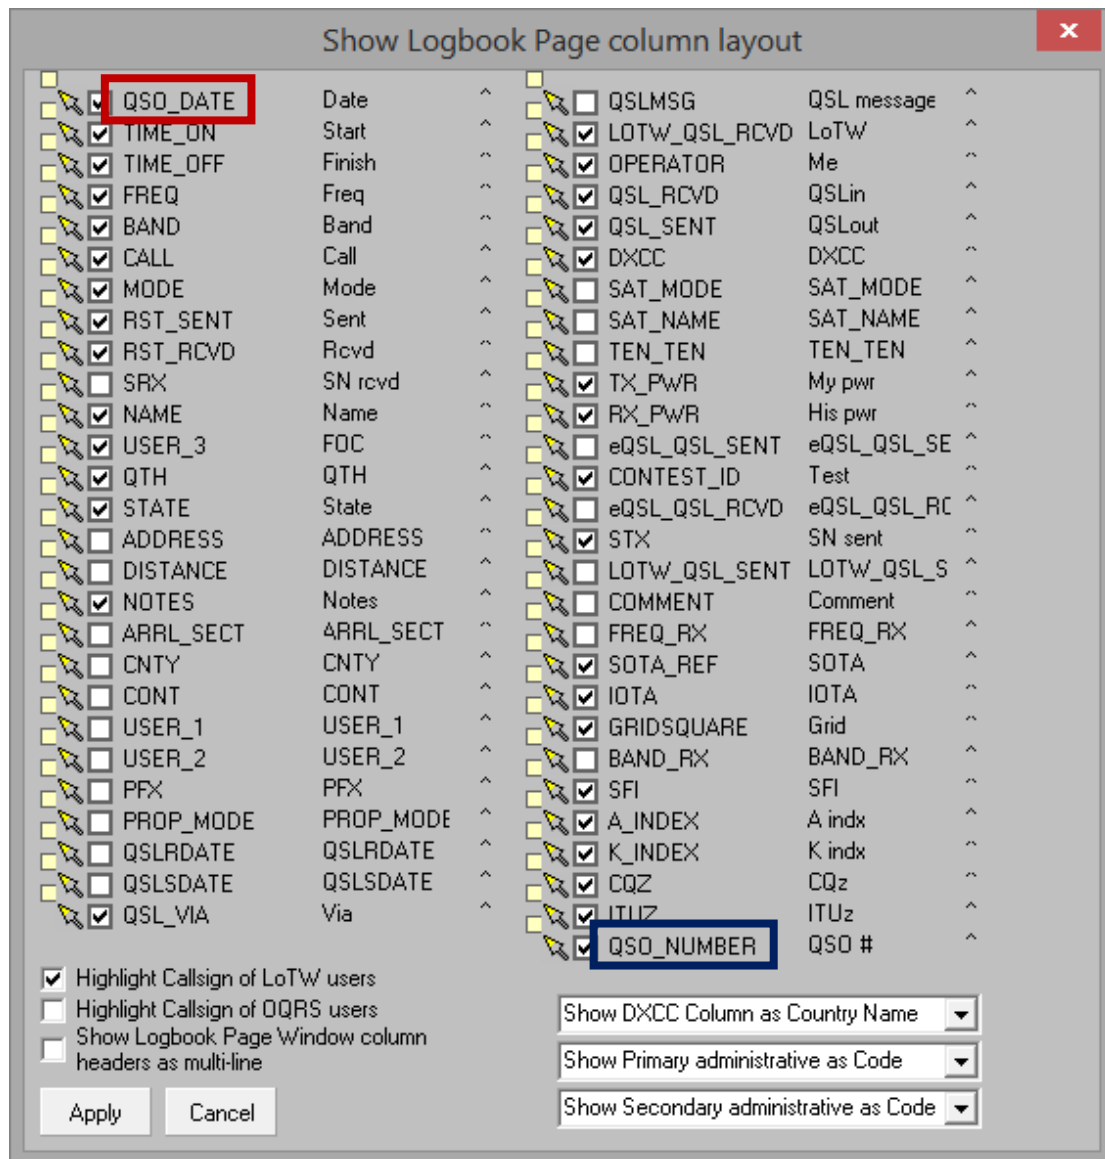 Show Logbook Page column layout
x
QSO_DATE Date ^
TIME_ON Start ^
TIME_OFF Finish ^
FREQ Freq ^
BAND Band ^
CALL Call ^
MODE Mode ^
RST_SENT Sent ^
RST_RCVD Rcvd ^
SRX SN rcvd ^
NAME Name ^
USER_3 FOC ^
QTH QTH ^
STATE State ^
ADDRESS ADDRESS ^
DISTANCE DISTANCE ^
NOTES Notes ^
ARRL_SECT ARRL_SECT ^
CNTY CNTY ^
CONT CONT ^
USER_1 USER_1 ^
USER_2 USER_2 ^
PFX PFX ^
PROP_MODE PROP_MODE ^
QSLRDATE QSLRDATE ^
QSLSDATE QSLSDATE ^
QSL_VIA Via ^
QSLMSG QSL message ^
LOTW_QSL_RCVD LoTW ^
OPERATOR Me ^
QSL_RCVD QSLin ^
QSL_SENT QSLout ^
DXCC DXCC ^
SAT_MODE SAT_MODE ^
SAT_NAME SAT_NAME ^
TEN_TEN TEN_TEN ^
TX_PWR My pwr ^
RX_PWR His pwr ^
eQSL_QSL_SENT eQSL_QSL_SE ^
CONTEST_ID Test ^
eQSL_QSL_RCVD eQSL_QSL_RC ^
STX SN sent ^
LOTW_QSL_SENT LOTW_QSL_S ^
COMMENT Comment ^
FREQ_RX FREQ_RX ^
SOTA_REF SOTA ^
IOTA IOTA ^
GRIDSQUARE Grid ^
BAND_RX BAND_RX ^
SFI SFI ^
A_INDEX A indx ^
K_INDEX K indx ^
CQZ CQz ^
ITUZ ITUz ^
QSO_NUMBER QSO # ^
Highlight Callsign of LoTW users
Highlight Callsign of OQRS users
Show Logbook Page Window column
headers as multi-line
Apply Cancel
Show DXCC Column as Country Name
Show Primary administrative as Code
Show Secondary administrative as Code